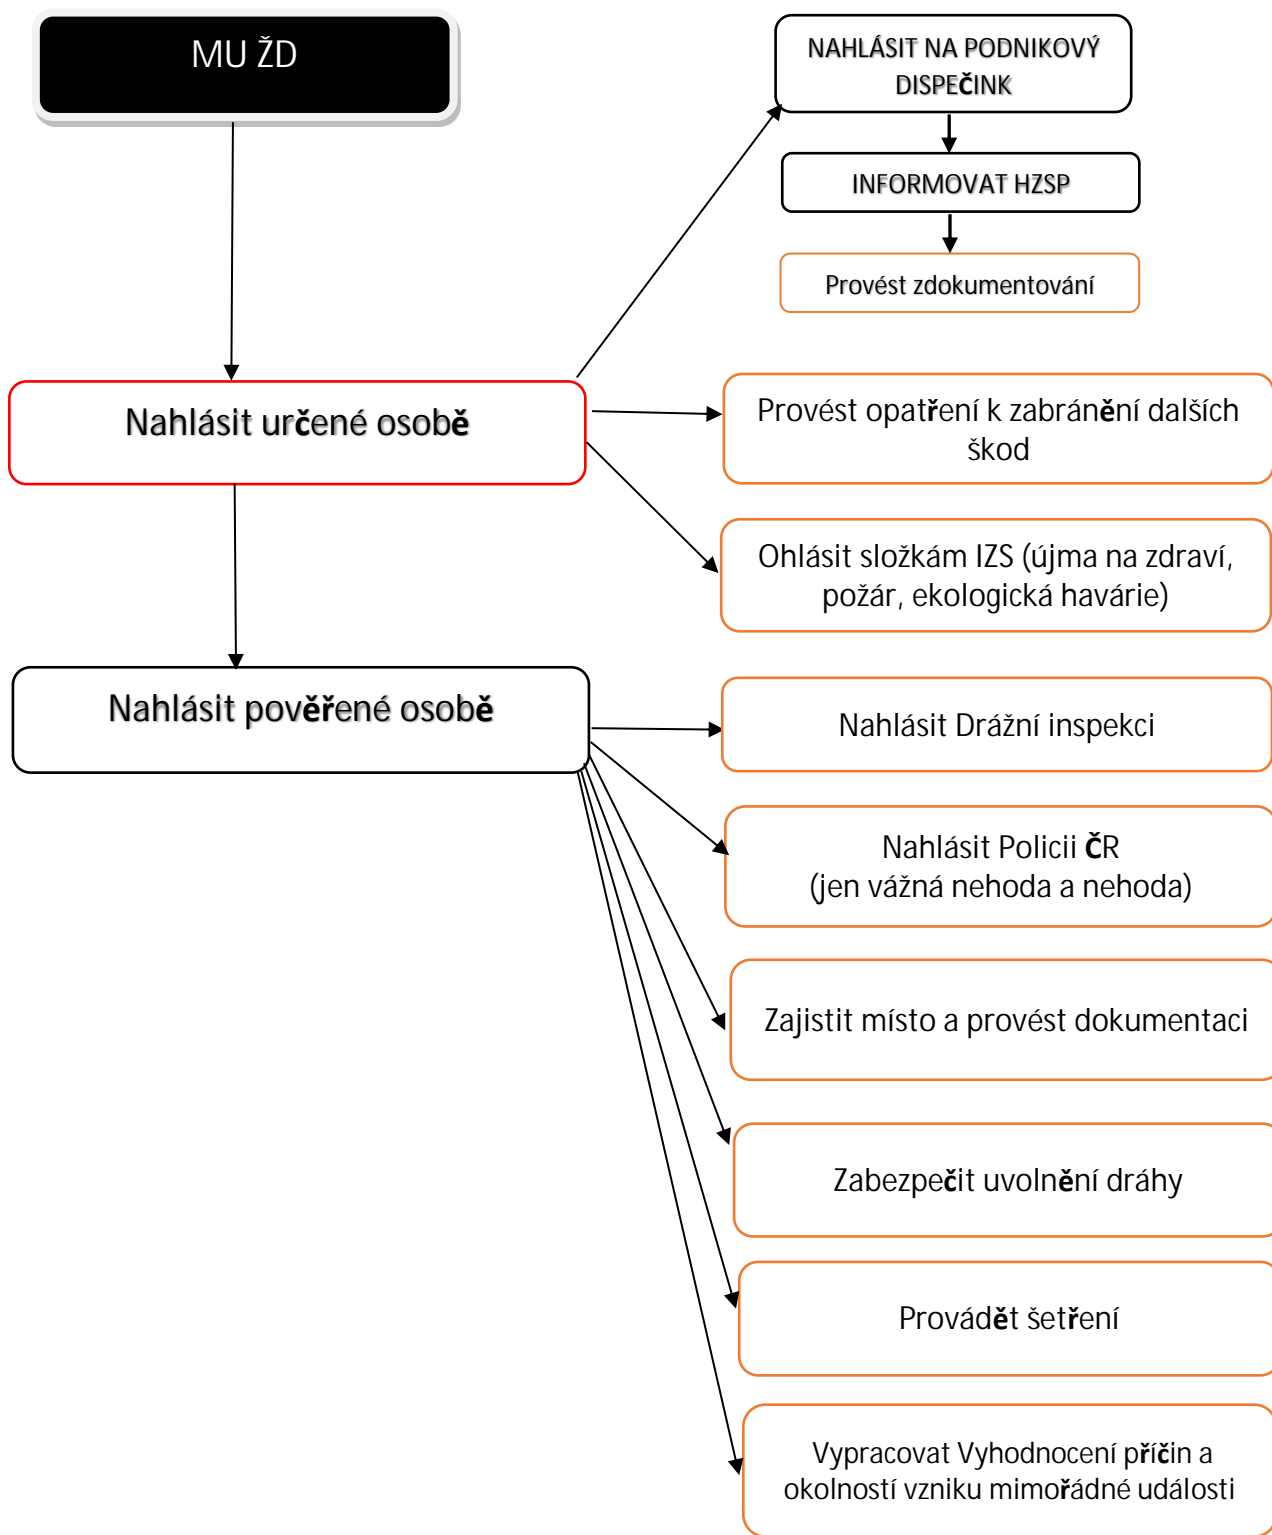 MU ŽD
NAHLÁSIT NA PODNIKOVÝ
DISPEČINK
INFORMOVAT HZSP
Provést zdokumentování
Nahlásit určené osobě
Provést opatření k zabránění dalších
škod
Ohlásit složkám IZS (újma na zdraví,
požár, ekologická havárie)
Nahlásit pověřené osobě
Nahlásit Drážní inspekci
Nahlásit Policii ČR
(jen vážná nehoda a nehoda)
Zajistit místo a provést dokumentaci
Zabezpečit uvolnění dráhy
Provádět šetření
Vypracovat Vyhodnocení příčin a
okolností vzniku mimořádné události